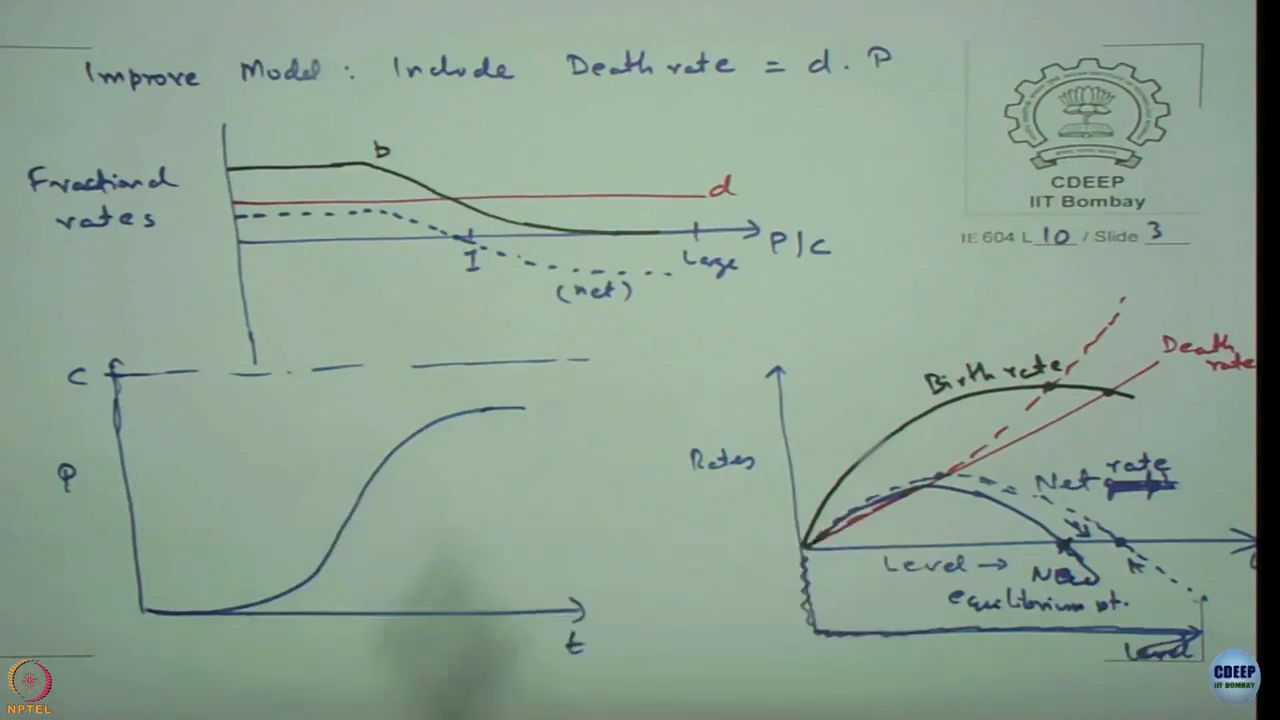 Improve Model : Include Death rate = d . P
CDEEP
IIT Bombay
IE 604 L 10 / Slide 3
Fractional
rates
b
d
P/C
1
Large
(net)
C
P
t
Rates
Birth rate
Death
rate
Net rate
Level →
New
equilibrium pt.
Level
NPTEL
CDEEP
IIT BOMBAY